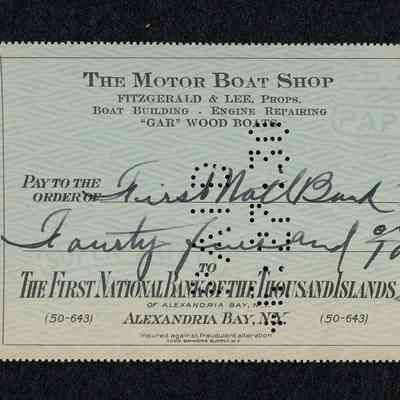 THE MOTOR BOAT SHOP
FITZGERALD & LEE, PROPS.
BOAT BUILDING - ENGINE REPAIRING
"GAR" WOOD BOATS
PAY TO THE
ORDER OF First Natl Bank
Fourty four and
TO
THE FIRST NATIONAL BANK OF THE THOUSAND ISLANDS
OF ALEXANDRIA BAY, N.Y.
(50-643) ALEXANDRIA BAY, N.Y. (50-643)
Insured against fraudulent alteration